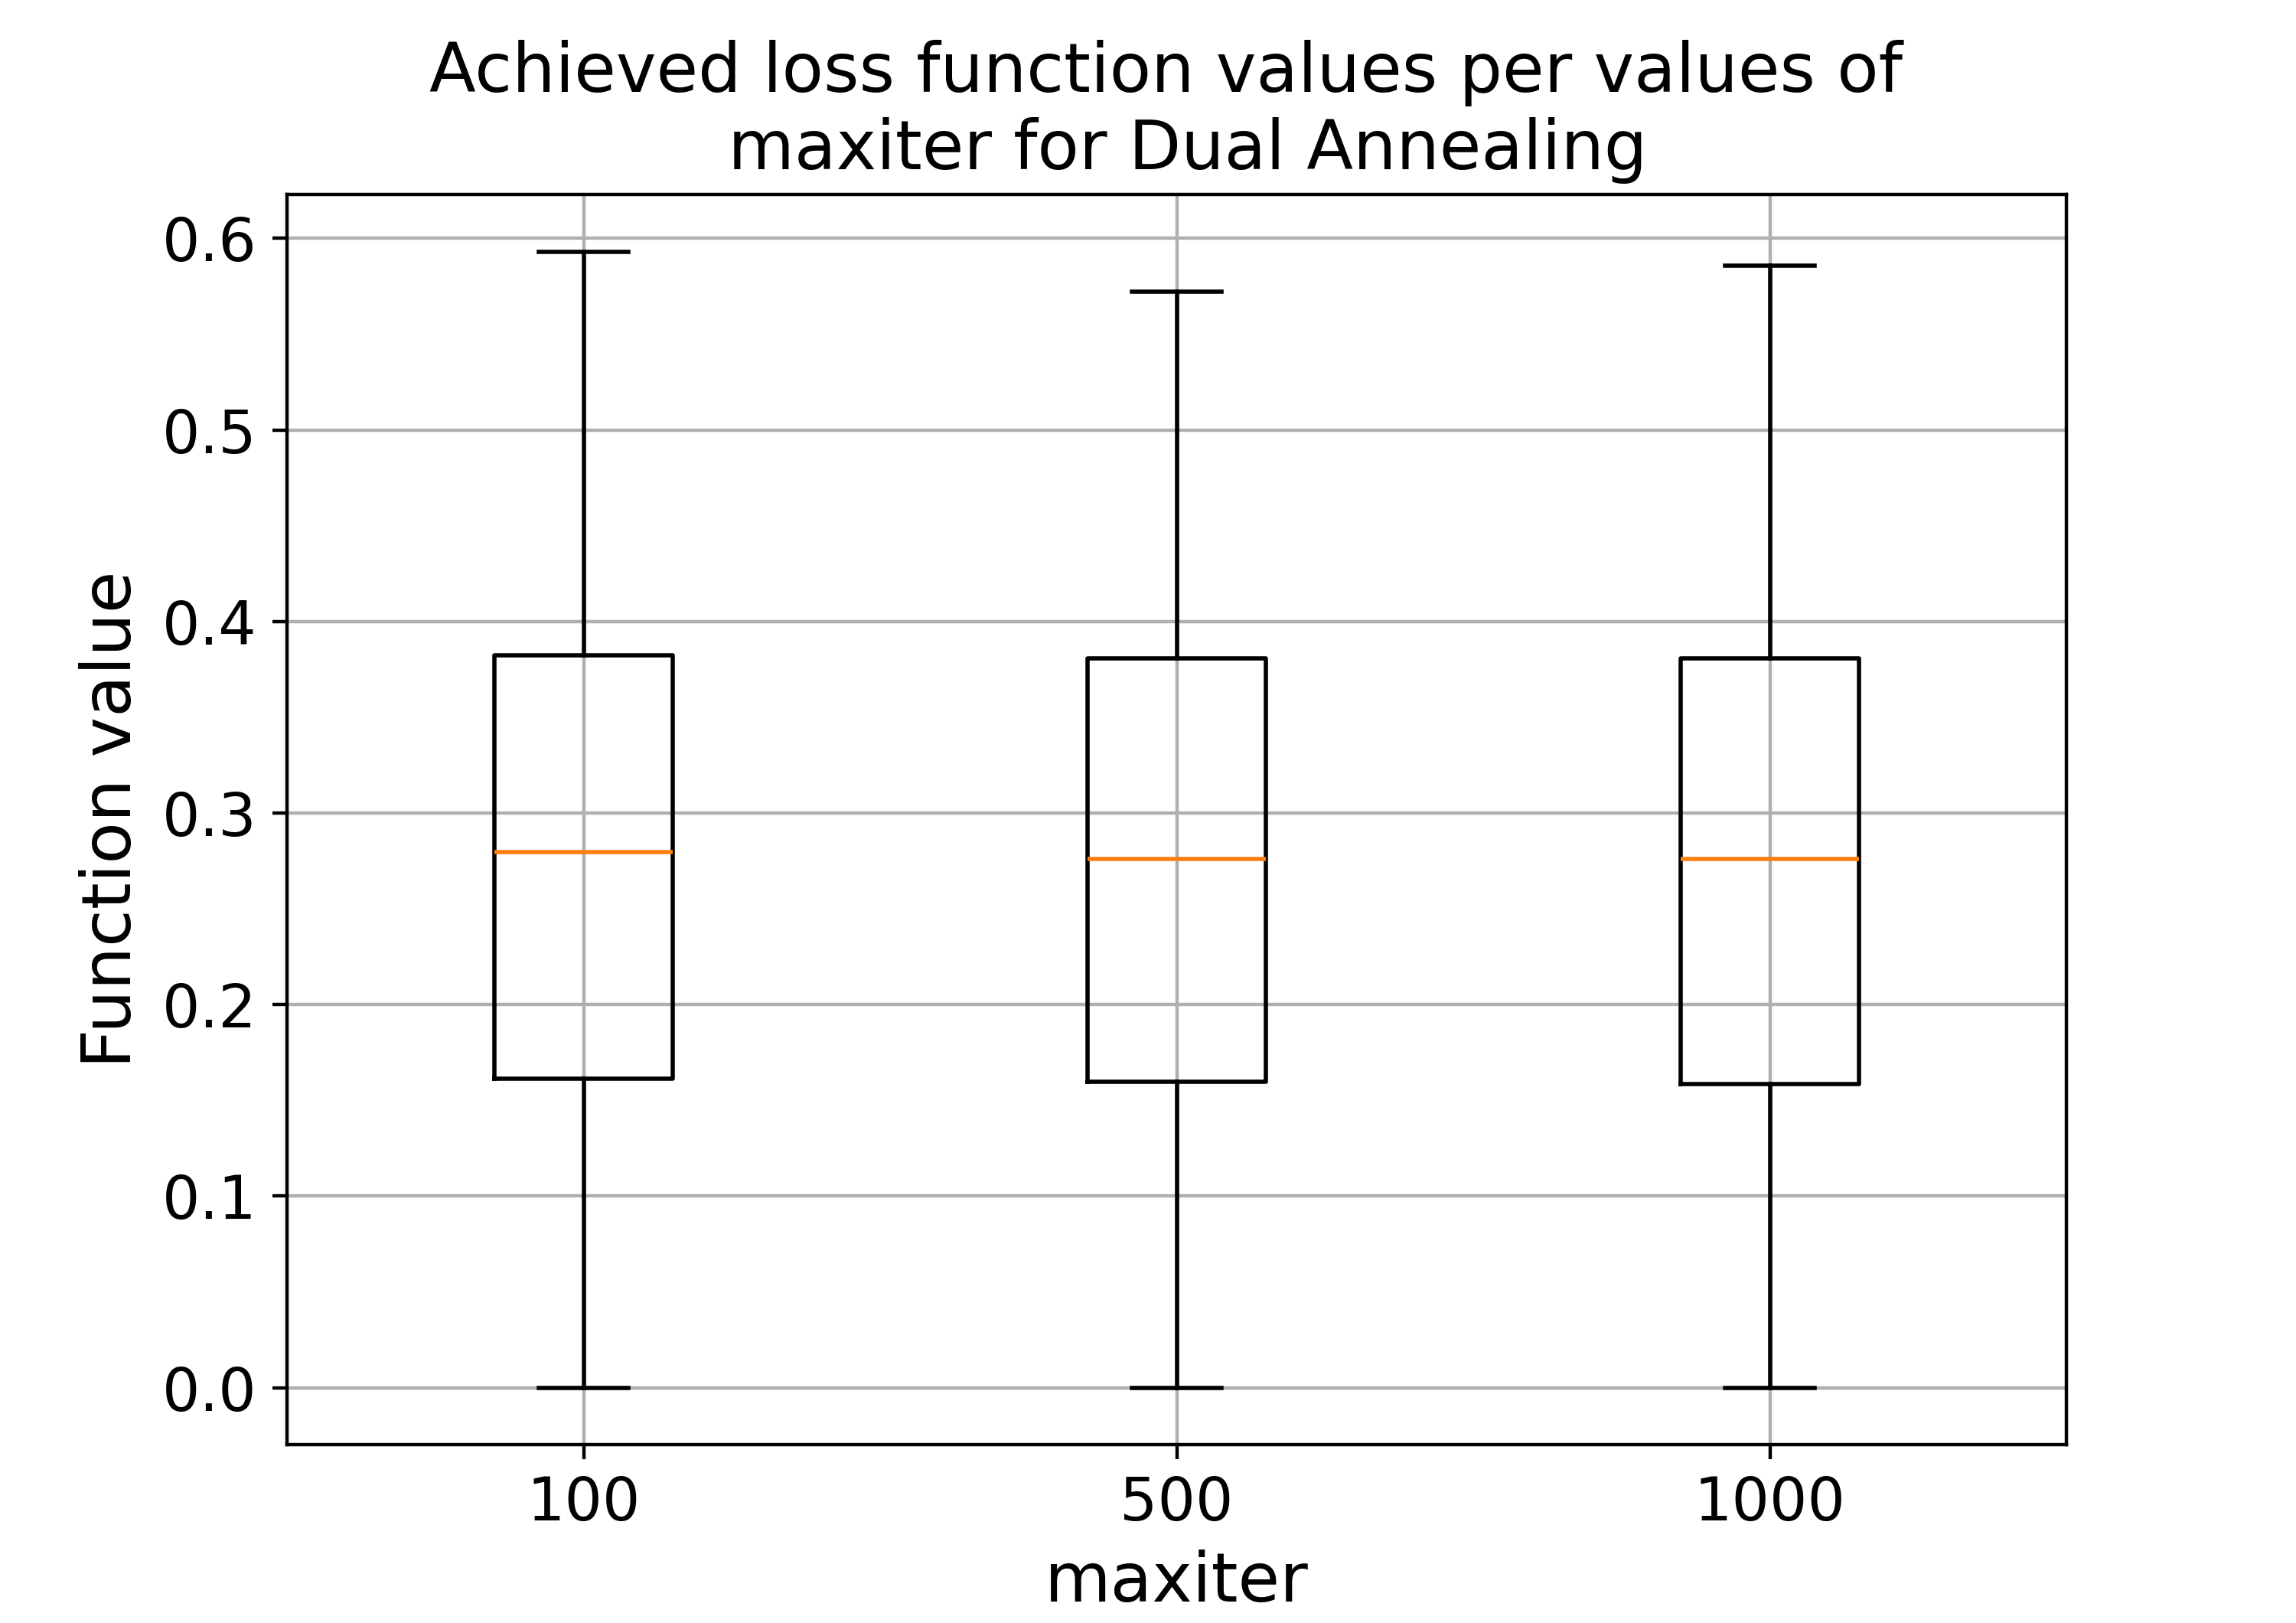 Achieved loss function values per values of
maxiter for Dual Annealing
0.6
0.5
0.4
0.3
0.2
0.1
0.0
Function value
100
500
1000
maxiter